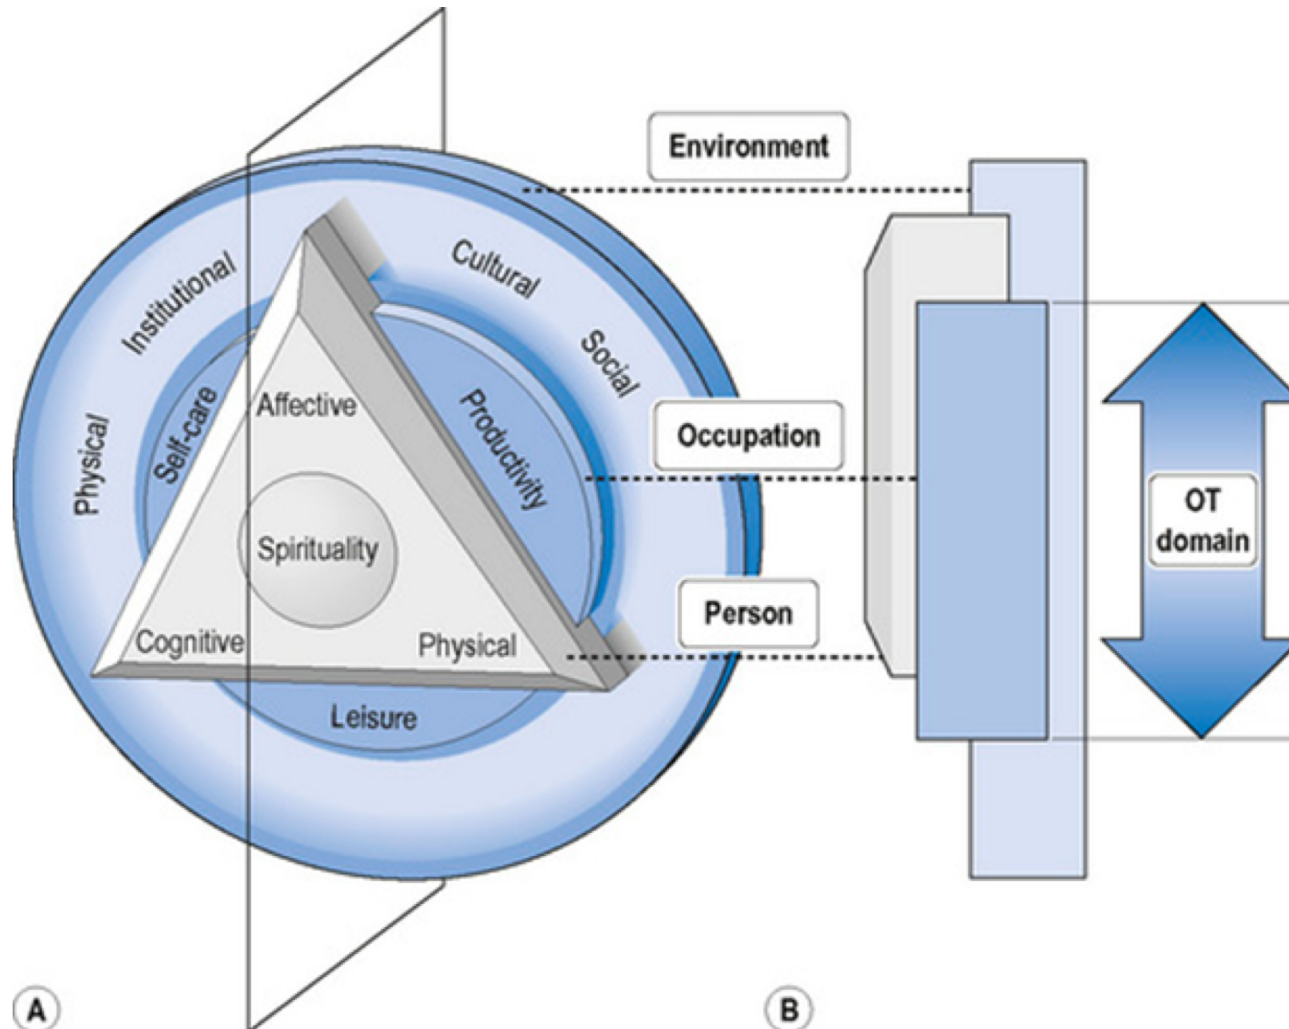 Environment
Cultural
Institutional
Social
Physical
Self-care
Affective
Productivity
Occupation
OT
domain
Spirituality
Person
Cognitive
Physical
Leisure
A
B